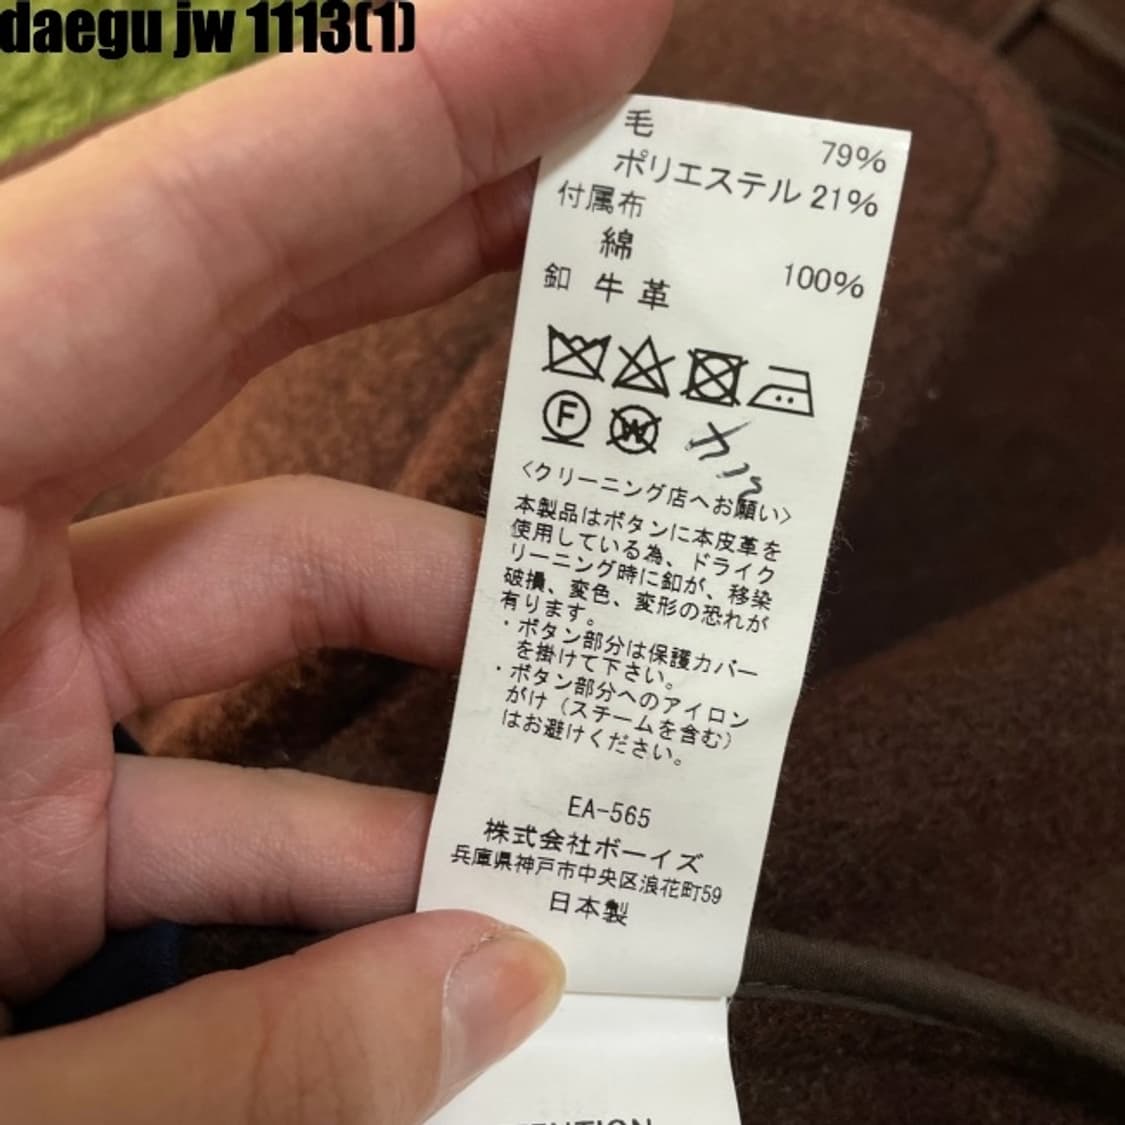 daegu jw 1113(1)
毛 79%
ポリエステル 21%
付属布
綿 100%
釦 牛革
F W
<クリーニング店へお願い>
本製品はボタンに本皮革を
使用している為、ドライク
リーニング時に釦が、移染
破損、変色、変形の恐れが
有ります。
・ボタン部分は保護カバー
を掛けて下さい。
・ボタン部分へのアイロン
がけ（スチームを含む）
はお避けください。
EA-565
株式会社ボーイズ
兵庫県神戸市中央区浪花町59
日本製